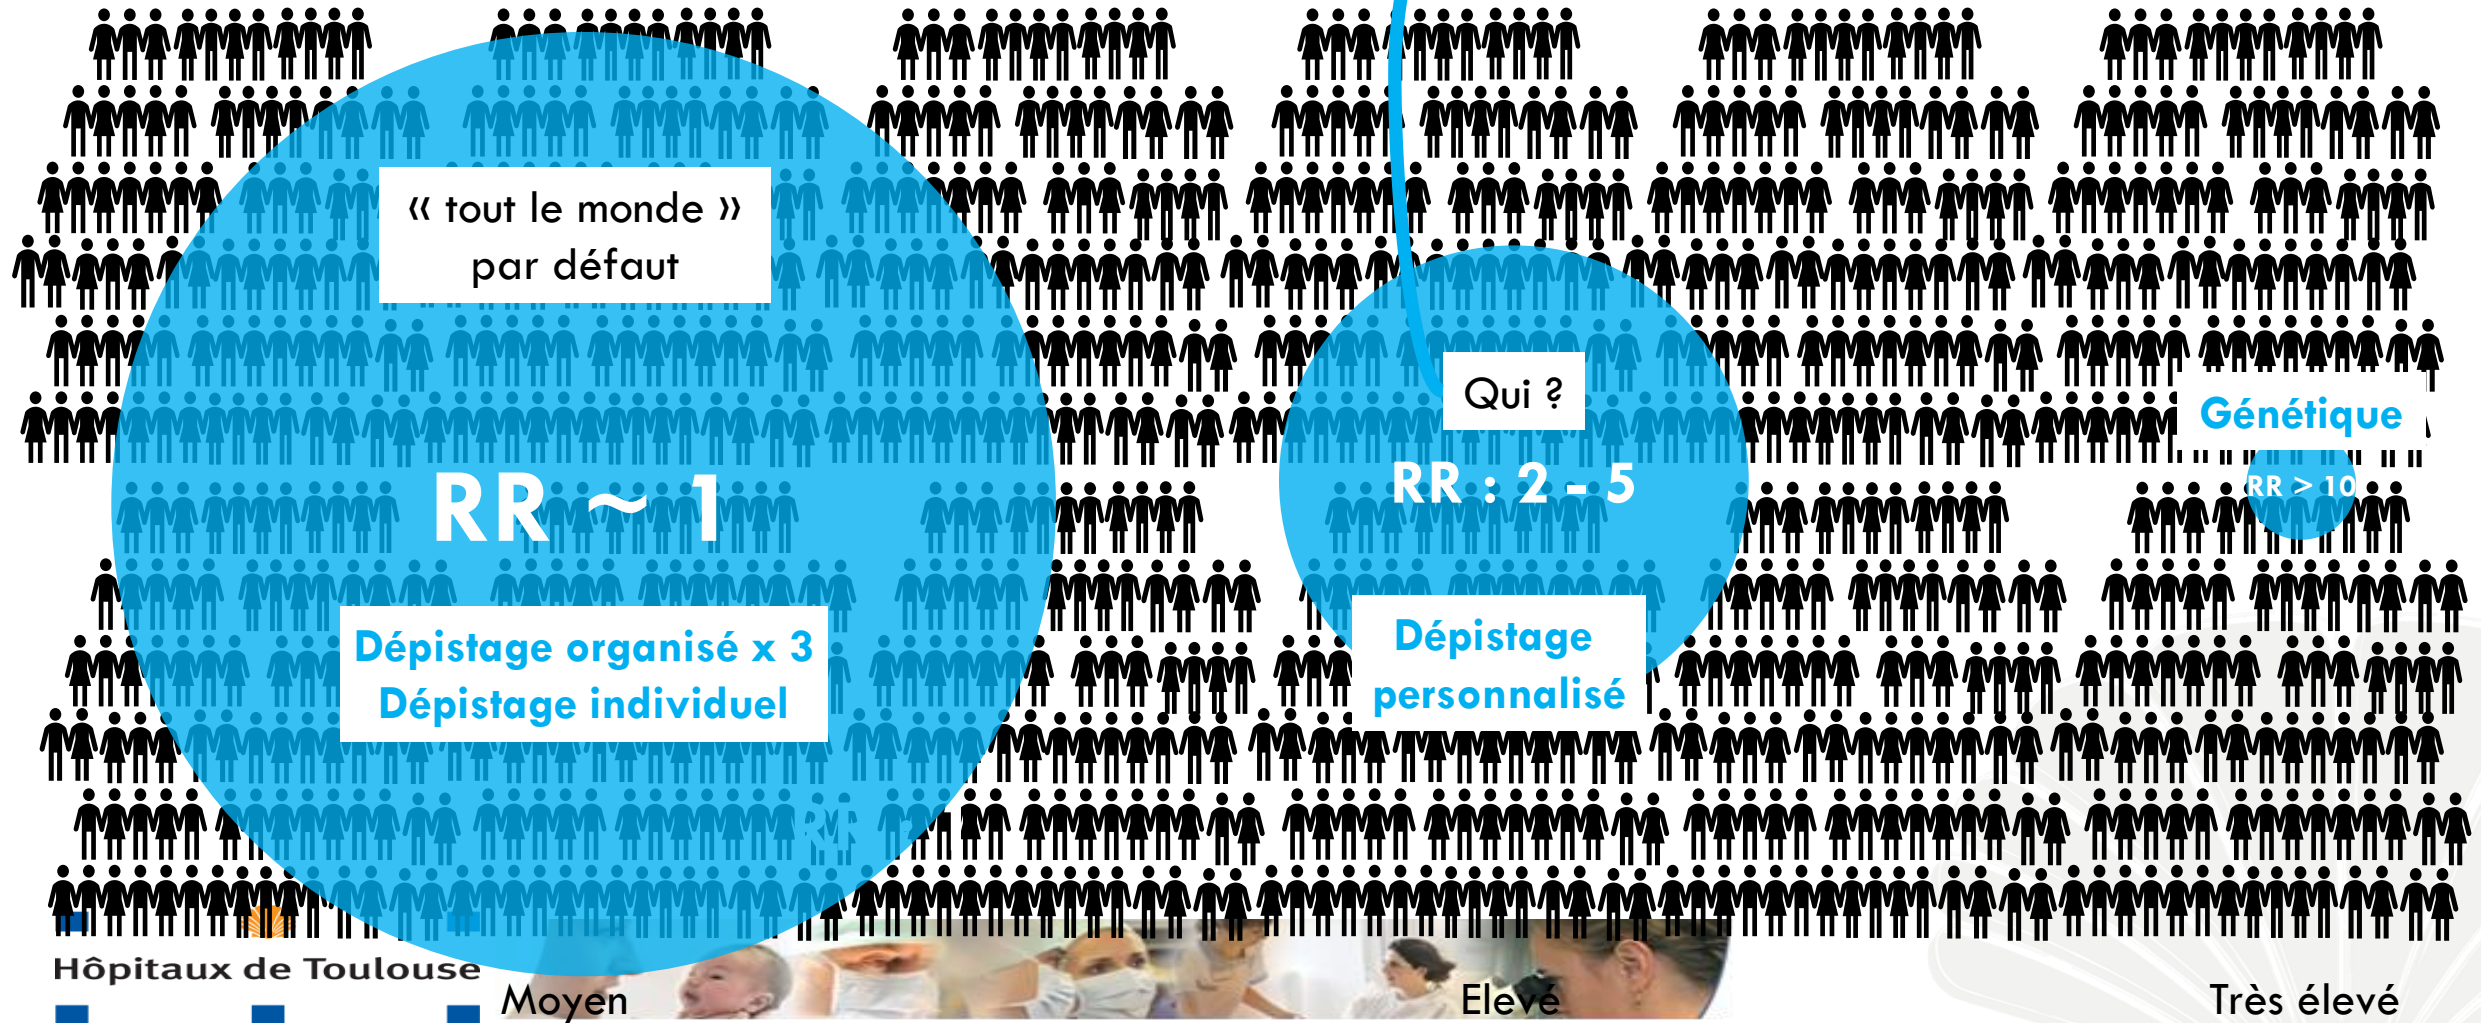 « tout le monde »
par défaut
RR ~ 1
Dépistage organisé x 3
Dépistage individuel
Qui ?
RR : 2 - 5
Dépistage
personnalisé
Génétique
RR > 10
RR
Hôpitaux de Toulouse
Moyen
Elevé
Très élevé